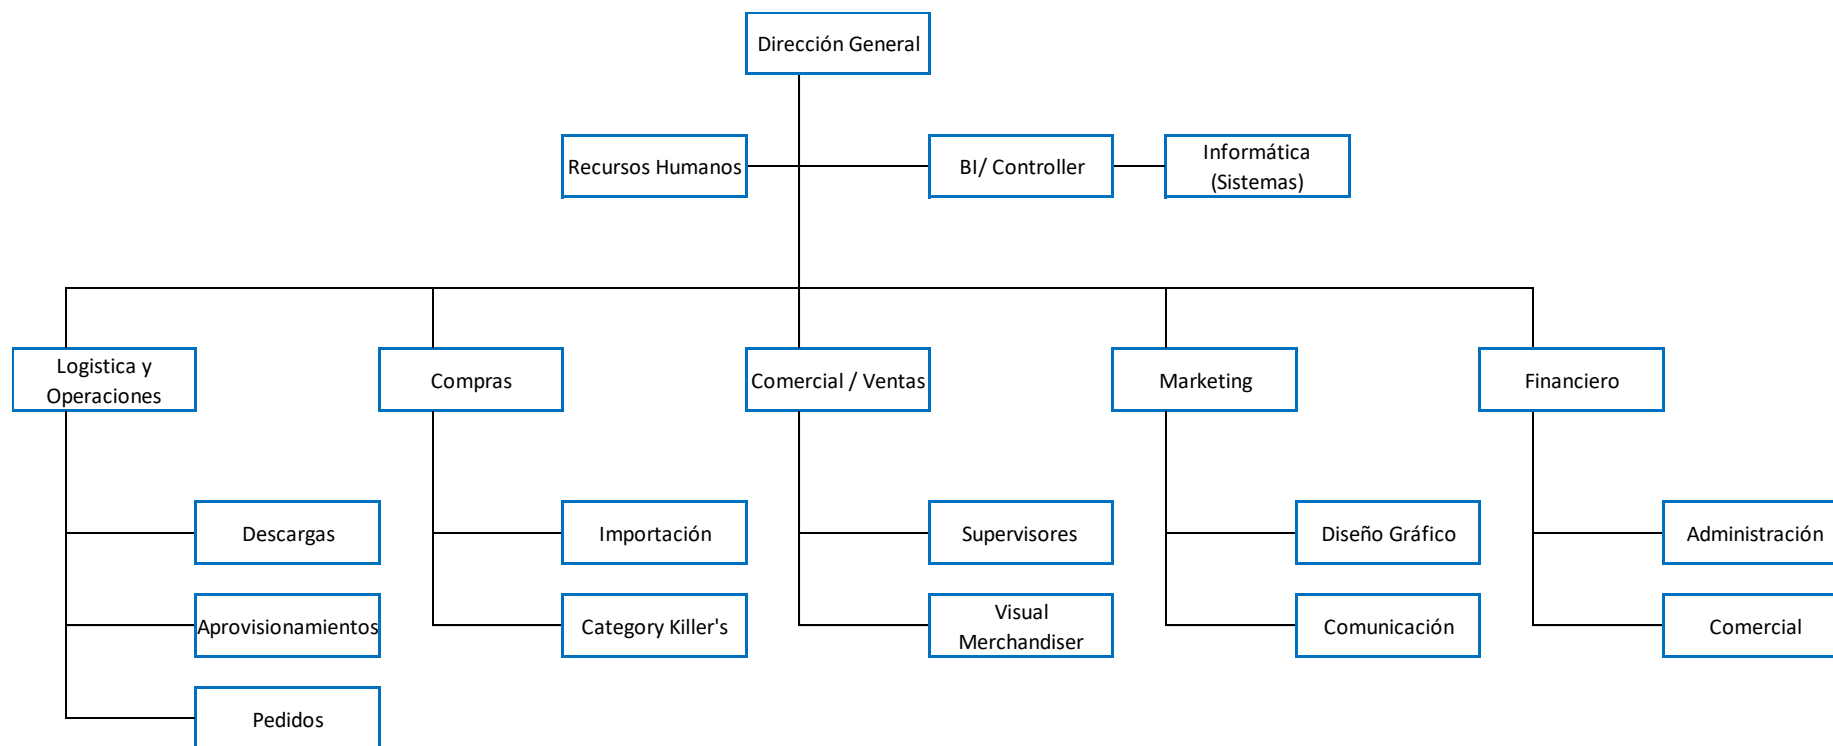 Dirección General
Recursos Humanos
BI/ Controller
Informática
(Sistemas)
Logistica y
Operaciones
Compras
Comercial / Ventas
Marketing
Financiero
Descargas
Importación
Supervisores
Diseño Gráfico
Administración
Aprovisionamientos
Category Killer's
Visual
Merchandiser
Comunicación
Comercial
Pedidos